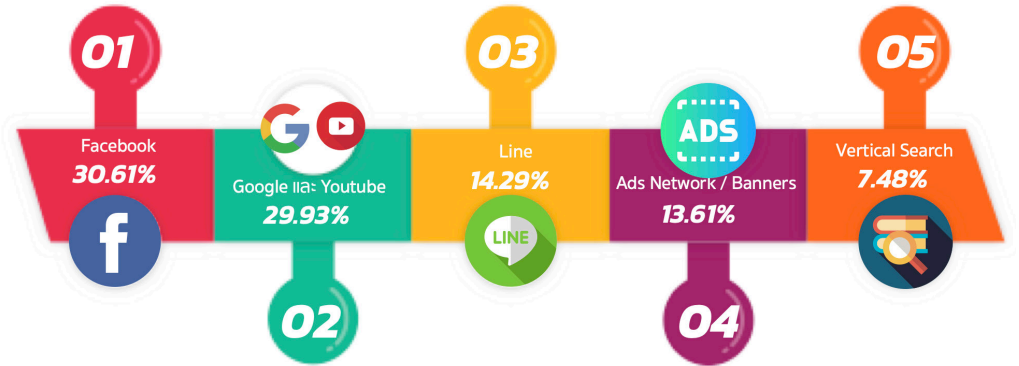 01
Facebook
30.61%
02
Google และ Youtube
29.93%
03
Line
14.29%
LINE
04
ADS
Ads Network / Banners
13.61%
05
Vertical Search
7.48%